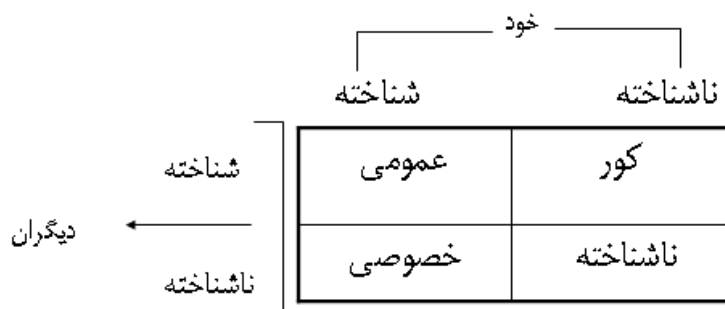 خود
شناخته ناشناخته
شناخته عمومی کور
دیگران
ناشناخته خصوصی ناشناخته